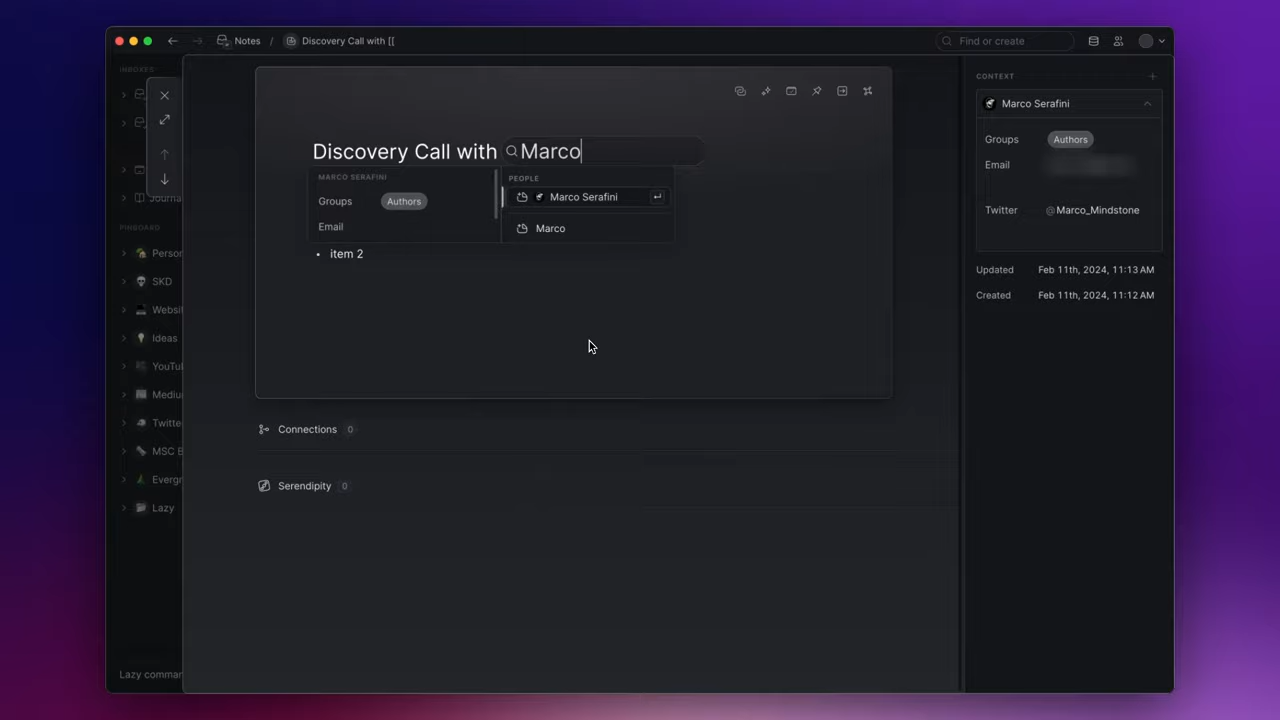 Notes / Discovery Call with [[
Find or create
INBOXES
Journa
PINBOARD
Person
SKD
Websit
Ideas
YouTub
Mediu
Twitte
MSC B
Evergr
Lazy
Lazy comman
Discovery Call with Marco
MARCO SERAFINI
Groups Authors
Email
PEOPLE
Marco Serafini
Marco
• item 2
Connections 0
Serendipity 0
CONTEXT
Marco Serafini
Groups Authors
Email
Twitter @Marco_Mindstone
Updated Feb 11th, 2024, 11:13 AM
Created Feb 11th, 2024, 11:12 AM